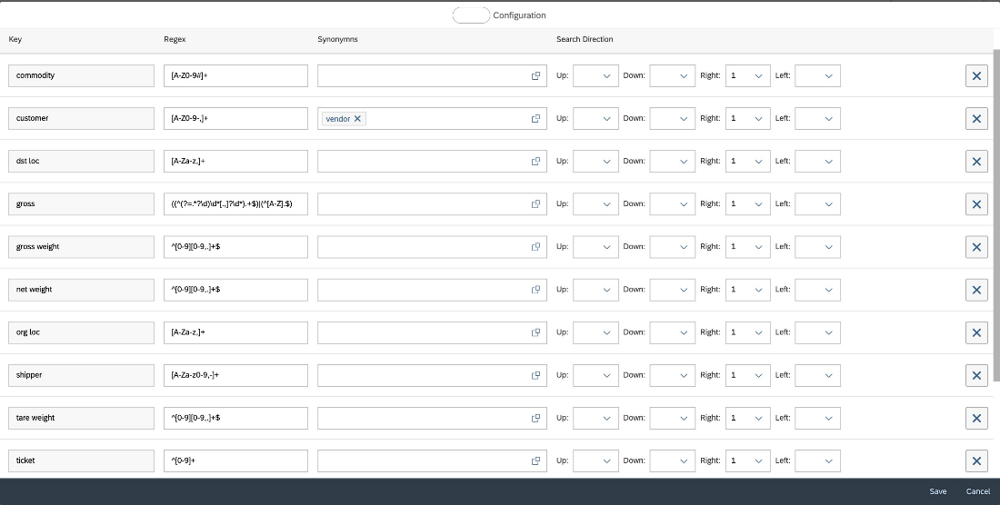 Configuration
Key Regex Synonymns Search Direction
commodity [A-Z0-9#]+ Up: Down: Right: 1 Left:
customer [A-Z0-9-,]+ vendor Up: Down: Right: 1 Left:
dst loc [A-Za-z,]+ Up: Down: Right: 1 Left:
gross ((^(?=.*?\d)\d*[.,]?\d*).+$)|(^[A-Z].$) Up: Down: Right: 1 Left:
gross weight ^[0-9][0-9,.]+$ Up: Down: Right: 1 Left:
net weight ^[0-9][0-9,.]+$ Up: Down: Right: 1 Left:
org loc [A-Za-z,]+ Up: Down: Right: 1 Left:
shipper [A-Za-z0-9,-]+ Up: Down: Right: 1 Left:
tare weight ^[0-9][0-9,.]+$ Up: Down: Right: 1 Left:
ticket ^[0-9]+ Up: Down: Right: 1 Left:
Save Cancel